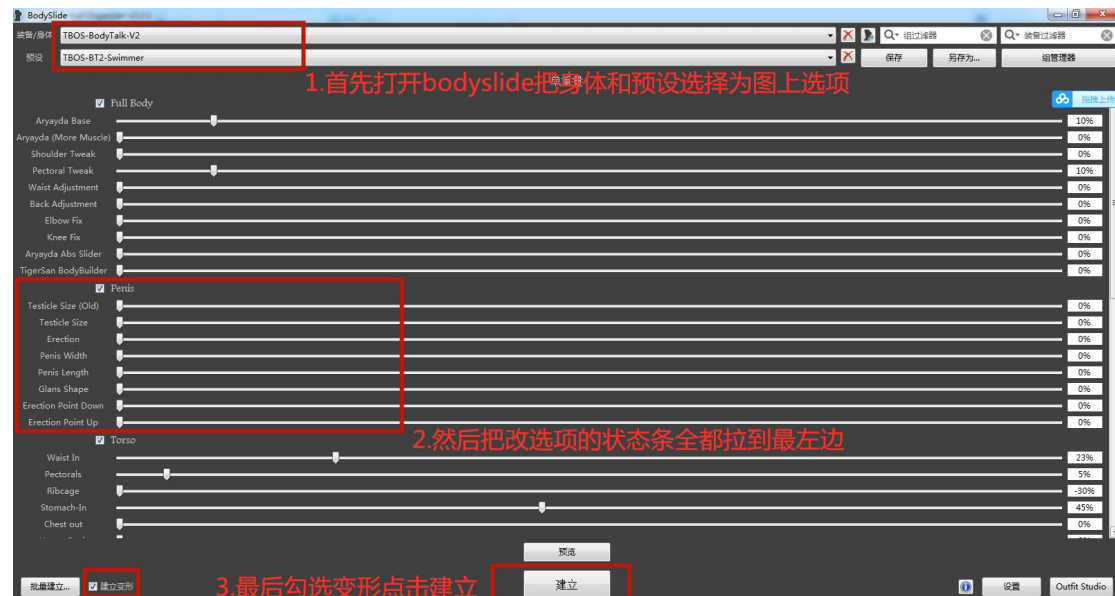 BodySlide
装备/身体 TBOS-BodyTalk-V2 组过滤器 装备过滤器
预设 TBOS-BT2-Swimmer 保存 另存为... 组管理器
1.首先打开bodyslide把身体和预设选择为图上选项
Full Body 拖拽上传
Aryayda Base 10%
Aryayda (More Muscle) 0%
Shoulder Tweak 0%
Pectoral Tweak 10%
Waist Adjustment 0%
Back Adjustment 0%
Elbow Fix 0%
Knee Fix 0%
Aryayda Abs Slider 0%
TigerSan BodyBuilder 0%
Penis
Testicle Size (Old) 0%
Testicle Size 0%
Erection 0%
Penis Width 0%
Penis Length 0%
Glans Shape 0%
Erection Point Down 0%
Erection Point Up 0%
Torso
2.然后把改选项的状态条全都拉到最左边
Waist In 23%
Pectorals 5%
Ribcage -30%
Stomach-In 45%
Chest out 0%
预览
批量建立... 建立变形 3.最后勾选变形点击建立 建立 设置 Outfit Studio